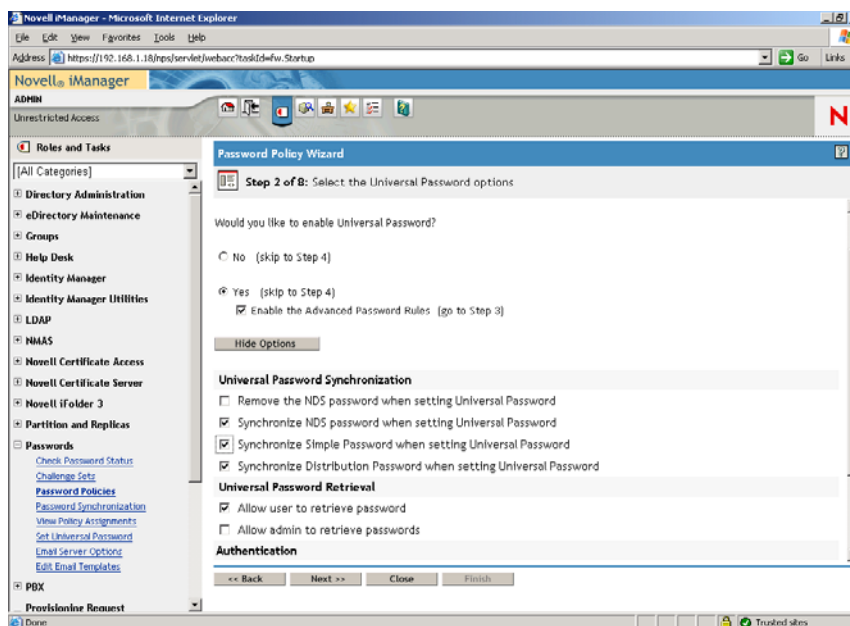 Novell iManager - Microsoft Internet Explorer
File Edit View Favorites Tools Help
Address https://192.168.1.18/nps/servlet/webacc?taskId=fw.Startup Go Links
Novell® iManager
ADMIN
Unrestricted Access
N
Roles and Tasks
[All Categories]
Directory Administration
eDirectory Maintenance
Groups
Help Desk
Identity Manager
Identity Manager Utilities
LDAP
NMAS
Novell Certificate Access
Novell Certificate Server
Novell iFolder 3
Partition and Replicas
Passwords
Check Password Status
Challenge Sets
Password Policies
Password Synchronization
View Policy Assignments
Set Universal Password
Email Server Options
Edit Email Templates
PBX
Provisioning Request
Password Policy Wizard
?
Step 2 of 8: Select the Universal Password options
Would you like to enable Universal Password?
No (skip to Step 4)
Yes (skip to Step 4)
Enable the Advanced Password Rules (go to Step 3)
Hide Options
Universal Password Synchronization
Remove the NDS password when setting Universal Password
Synchronize NDS password when setting Universal Password
Synchronize Simple Password when setting Universal Password
Synchronize Distribution Password when setting Universal Password
Universal Password Retrieval
Allow user to retrieve password
Allow admin to retrieve passwords
Authentication
<< Back Next >> Close Finish
Done Trusted sites